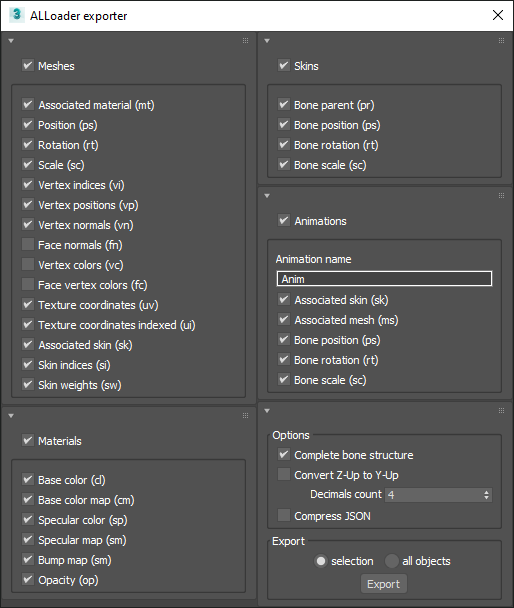 3 ALLoader exporter
Meshes
Associated material (mt)
Position (ps)
Rotation (rt)
Scale (sc)
Vertex indices (vi)
Vertex positions (vp)
Vertex normals (vn)
Face normals (fn)
Vertex colors (vc)
Face vertex colors (fc)
Texture coordinates (uv)
Texture coordinates indexed (ui)
Associated skin (sk)
Skin indices (si)
Skin weights (sw)
Materials
Base color (cl)
Base color map (cm)
Specular color (sp)
Specular map (sm)
Bump map (sm)
Opacity (op)
Skins
Bone parent (pr)
Bone position (ps)
Bone rotation (rt)
Bone scale (sc)
Animations
Animation name
Anim
Associated skin (sk)
Associated mesh (ms)
Bone position (ps)
Bone rotation (rt)
Bone scale (sc)
Options
Complete bone structure
Convert Z-Up to Y-Up
Decimals count 4
Compress JSON
Export
selection all objects
Export